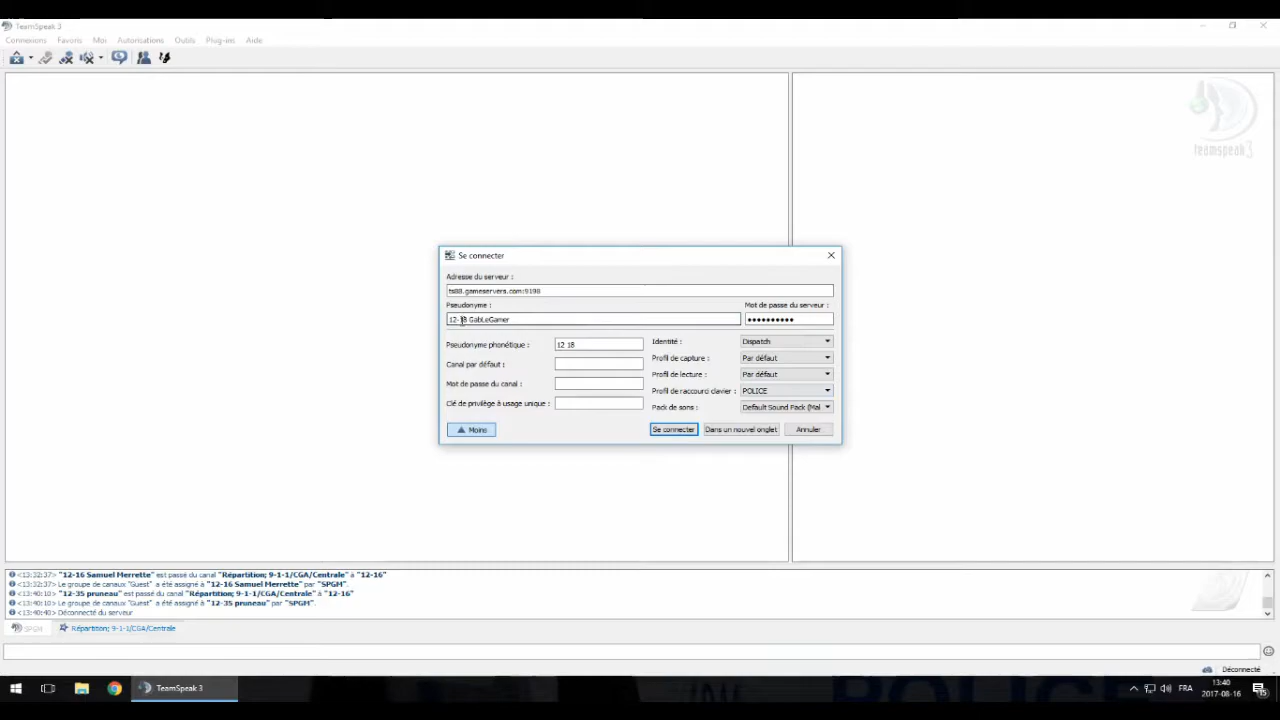 TeamSpeak 3
Connexions Favoris Moi Autorisations Outils Plug-ins Aide
teamspeak 3
Se connecter
Adresse du serveur :
ts88.gameservers.com:9198
Pseudonyme : Mot de passe du serveur :
12-18 GabLeGamer ••••••••••
Pseudonyme phonétique : 12 18 Identité : Dispatch
Canal par défaut : Profil de capture : Par défaut
Mot de passe du canal : Profil de lecture : Par défaut
Clé de privilège à usage unique : Profil de raccourci clavier : POLICE
Pack de sons : Default Sound Pack (Mal
Moins Se connecter Dans un nouvel onglet Annuler
<13:32:37> "12-16 Samuel Merrette" est passé du canal "Répartition; 9-1-1/CGA/Centrale" à "12-16"
<13:32:37> Le groupe de canaux "Guest" a été assigné à "12-16 Samuel Merrette" par "SPGM".
<13:40:10> "12-35 pruneau" est passé du canal "Répartition; 9-1-1/CGA/Centrale" à "12-16"
<13:40:10> Le groupe de canaux "Guest" a été assigné à "12-35 pruneau" par "SPGM".
<13:40:40> Déconnecté du serveur
SPGM Répartition; 9-1-1/CGA/Centrale
Déconnecté
TeamSpeak 3 FRA 13:40
2017-08-16